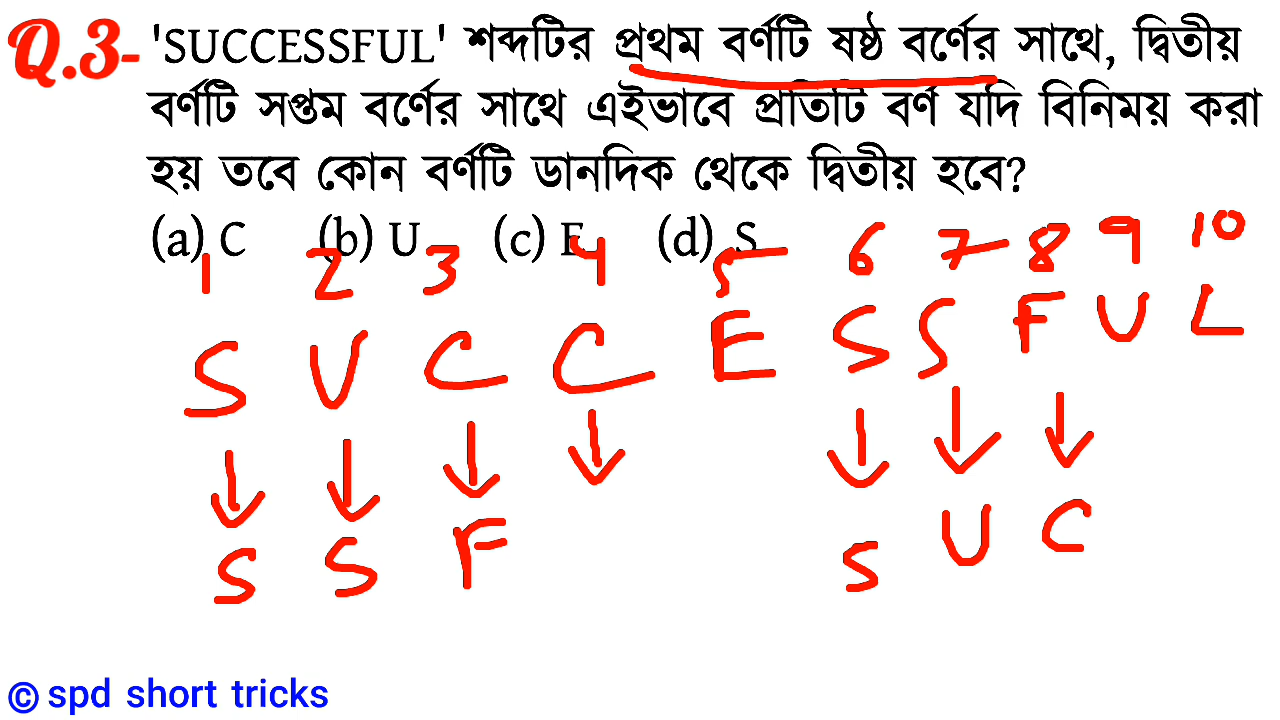 Q.3- 'SUCCESSFUL' শব্দটির প্রথম বর্ণটি ষষ্ঠ বর্ণের সাথে, দ্বিতীয়
বর্ণটি সপ্তম বর্ণের সাথে এইভাবে প্রতিটি বর্ণ যদি বিনিময় করা
হয় তবে কোন বর্ণটি ডানদিক থেকে দ্বিতীয় হবে?
(a) C (b) U (c) E (d) S
1 2 3 4 5 6 7 8 9 10
S U C C E S S F U L
S S F S U C
© spd short tricks